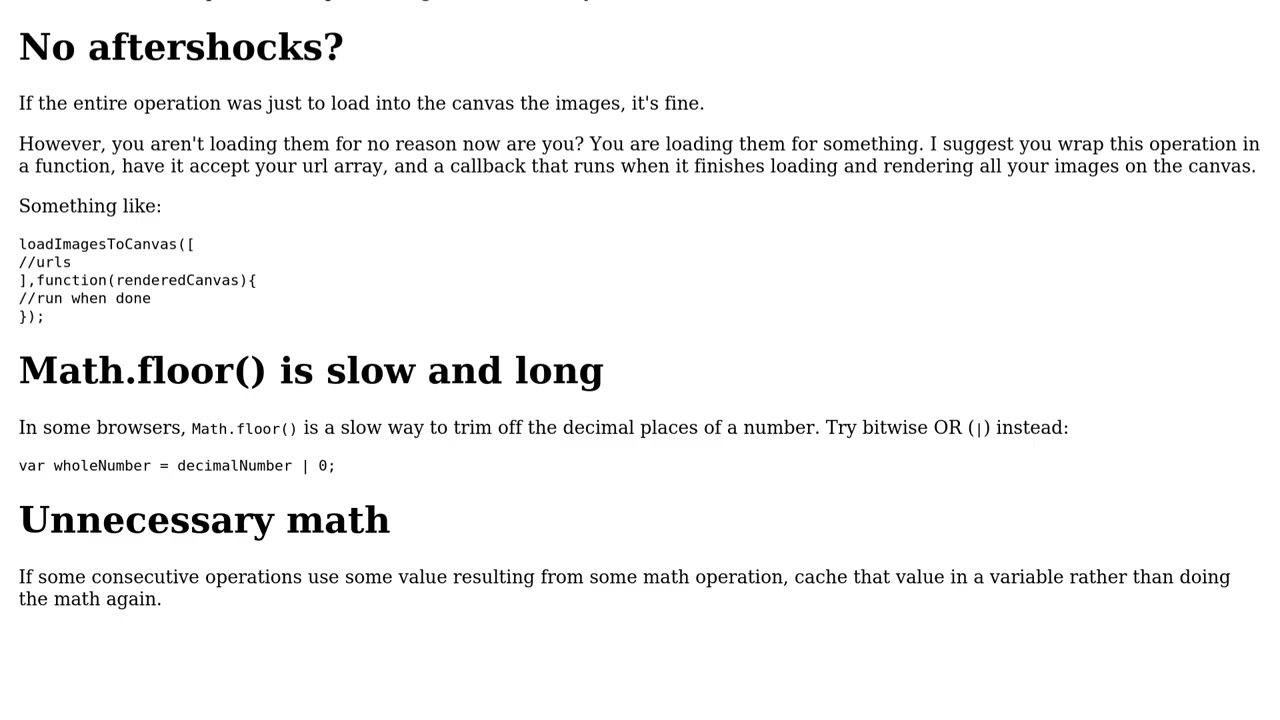 No aftershocks?
If the entire operation was just to load into the canvas the images, it's fine.
However, you aren't loading them for no reason now are you? You are loading them for something. I suggest you wrap this operation in
a function, have it accept your url array, and a callback that runs when it finishes loading and rendering all your images on the canvas.
Something like:
loadImagesToCanvas([
//urls
],function(renderedCanvas){
//run when done
});
Math.floor() is slow and long
In some browsers, Math.floor() is a slow way to trim off the decimal places of a number. Try bitwise OR (|) instead:
var wholeNumber = decimalNumber | 0;
Unnecessary math
If some consecutive operations use some value resulting from some math operation, cache that value in a variable rather than doing
the math again.